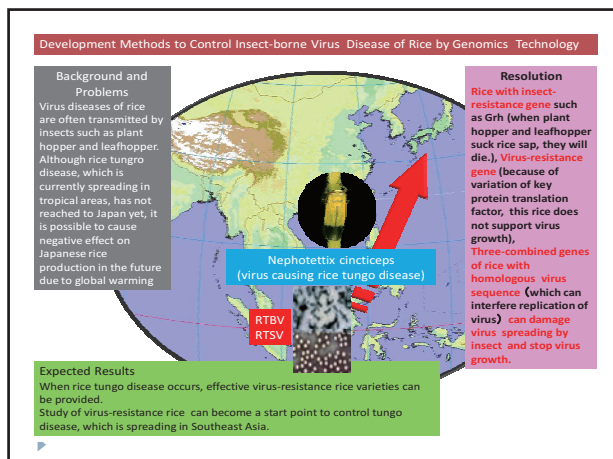 Development Methods to Control Insect-borne Virus Disease of Rice by Genomics Technology
Background and
Problems
Virus diseases of rice
are often transmitted by
insects such as plant
hopper and leafhopper.
Although rice tungro
disease, which is
currently spreading in
tropical areas, has
not reached to Japan yet, it
is possible to cause
negative effect on
Japanese rice
production in the future
due to global warming
Nephotettix cincticeps
(virus causing rice tungo disease)
RTBV
RTSV
Resolution
Rice with insect-
resistance gene such
as Grh (when plant
hopper and leafhopper
suck rice sap, they will
die.), Virus-resistance
gene (because of
variation of key
protein translation
factor, this rice does
not support virus
growth),
Three-combined genes
of rice with
homologous virus
sequence (which can
interfere replication of
virus) can damage
virus spreading by
insect and stop virus
growth.
Expected Results
When rice tungo disease occurs, effective virus-resistance rice varieties can
be provided.
Study of virus-resistance rice can become a start point to control tungo
disease, which is spreading in Southeast Asia.